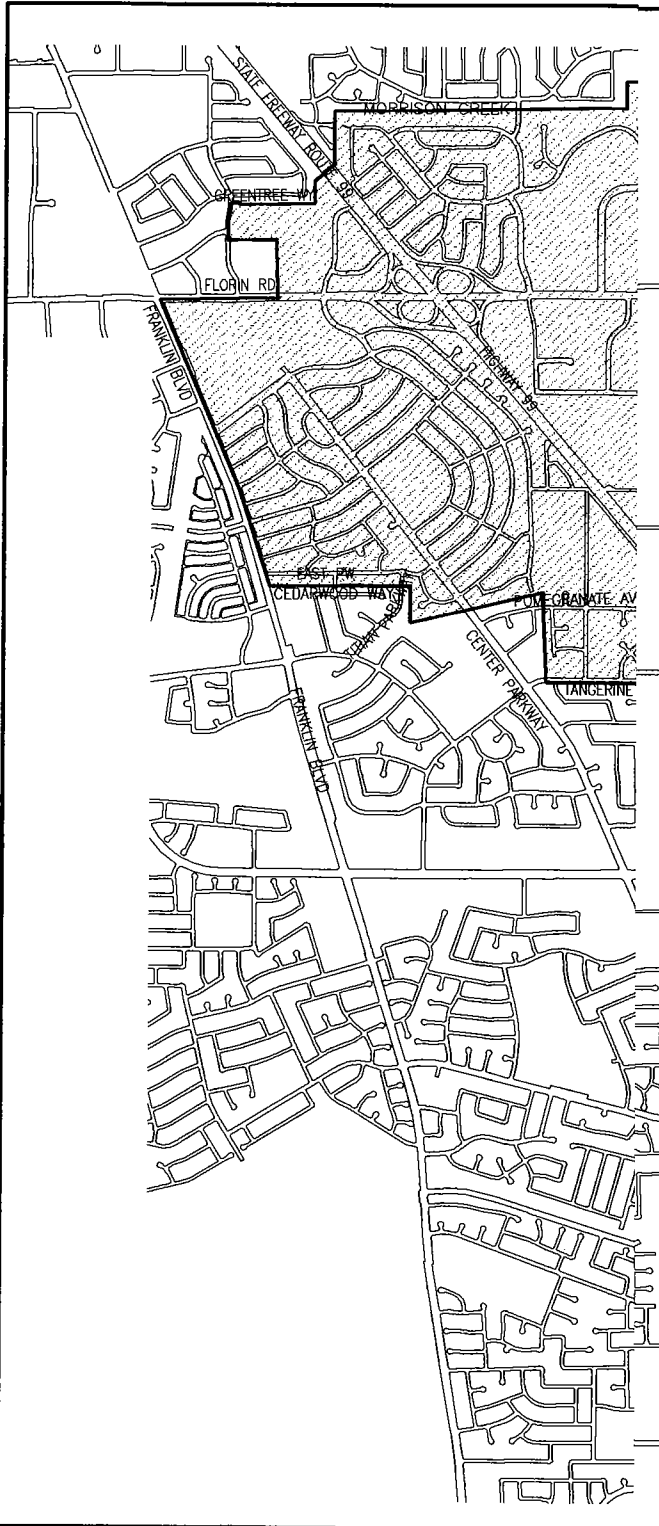 STATE FREEWAY ROUTE 99
MORRISON CREEK
GREENTREE WY
FLORIN RD
FRANKLIN BLVD
HIGHWAY 99
EAST PW
CEDARWOOD WAY
POMEGRANATE AV
CENTER PARKWAY
TANGERINE
FRANKLIN BLVD